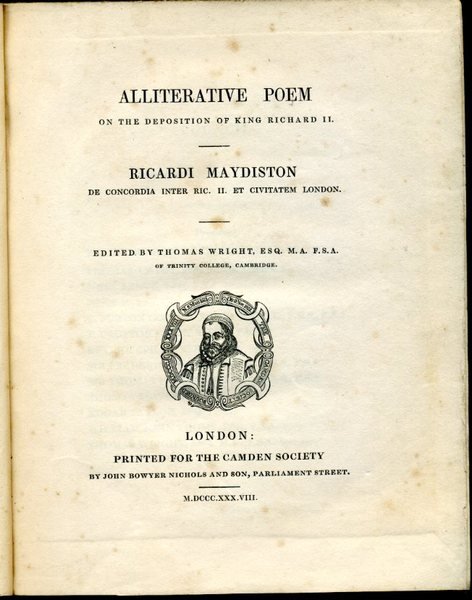 ALLITERATIVE POEM
ON THE DEPOSITION OF KING RICHARD II.
RICARDI MAYDISTON
DE CONCORDIA INTER RIC. II. ET CIVITATEM LONDON.
EDITED BY THOMAS WRIGHT, ESQ. M.A. F.S.A.
OF TRINITY COLLEGE, CAMBRIDGE.
LONDON:
PRINTED FOR THE CAMDEN SOCIETY
BY JOHN BOWYER NICHOLS AND SON, PARLIAMENT STREET.
M.DCCC.XXX.VIII.